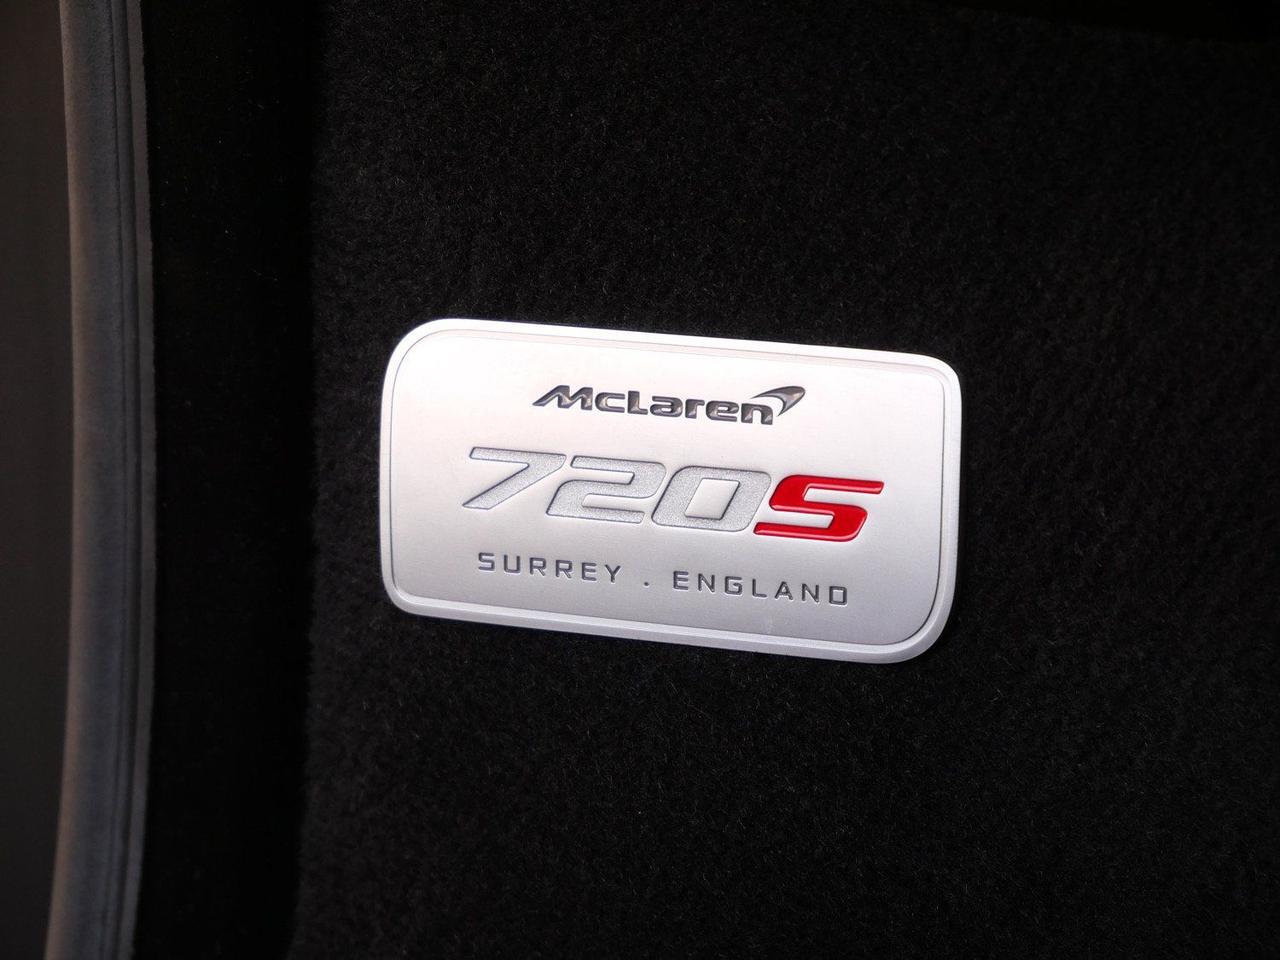 McLaren
720S
SURREY . ENGLAND